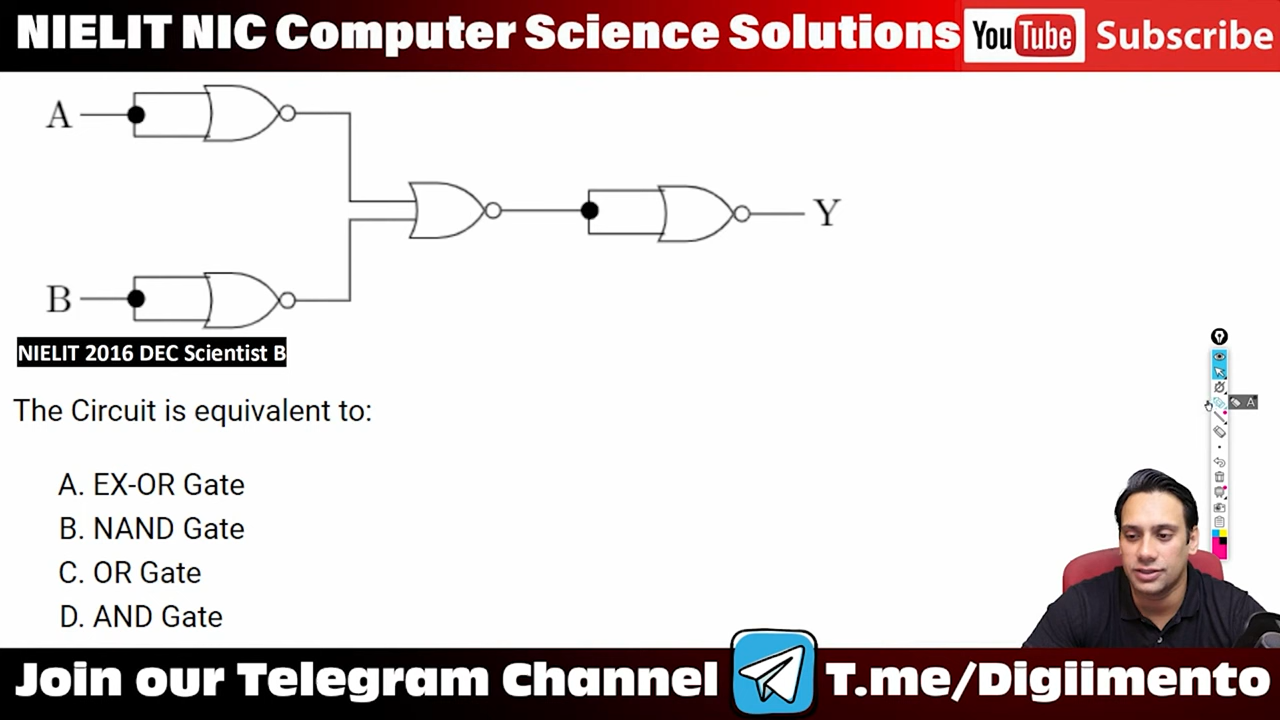 NIELIT NIC Computer Science Solutions YouTube Subscribe
A
B
Y
NIELIT 2016 DEC Scientist B
The Circuit is equivalent to:
A. EX-OR Gate
B. NAND Gate
C. OR Gate
D. AND Gate
A
Join our Telegram Channel T.me/Digiimento